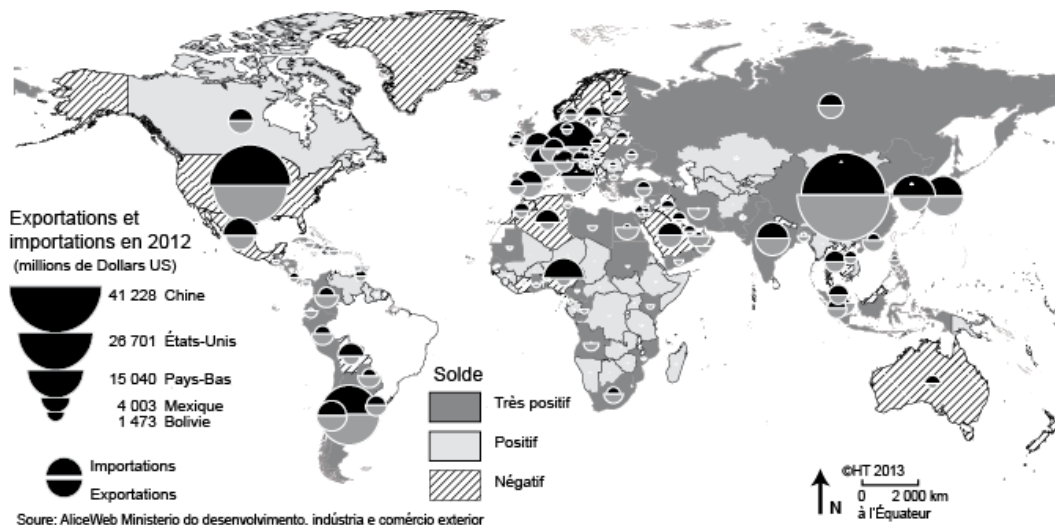 Exportations et
importations en 2012
(millions de Dollars US)
41 228 Chine
26 701 États-Unis
15 040 Pays-Bas
4 003 Mexique
1 473 Bolivie
Importations
Exportations
Solde
Très positif
Positif
Négatif
©HT 2013
N
0 2 000 km
à l'Équateur
Soure: AliceWeb Ministerio do desenvolvimento, indústria e comércio exterior